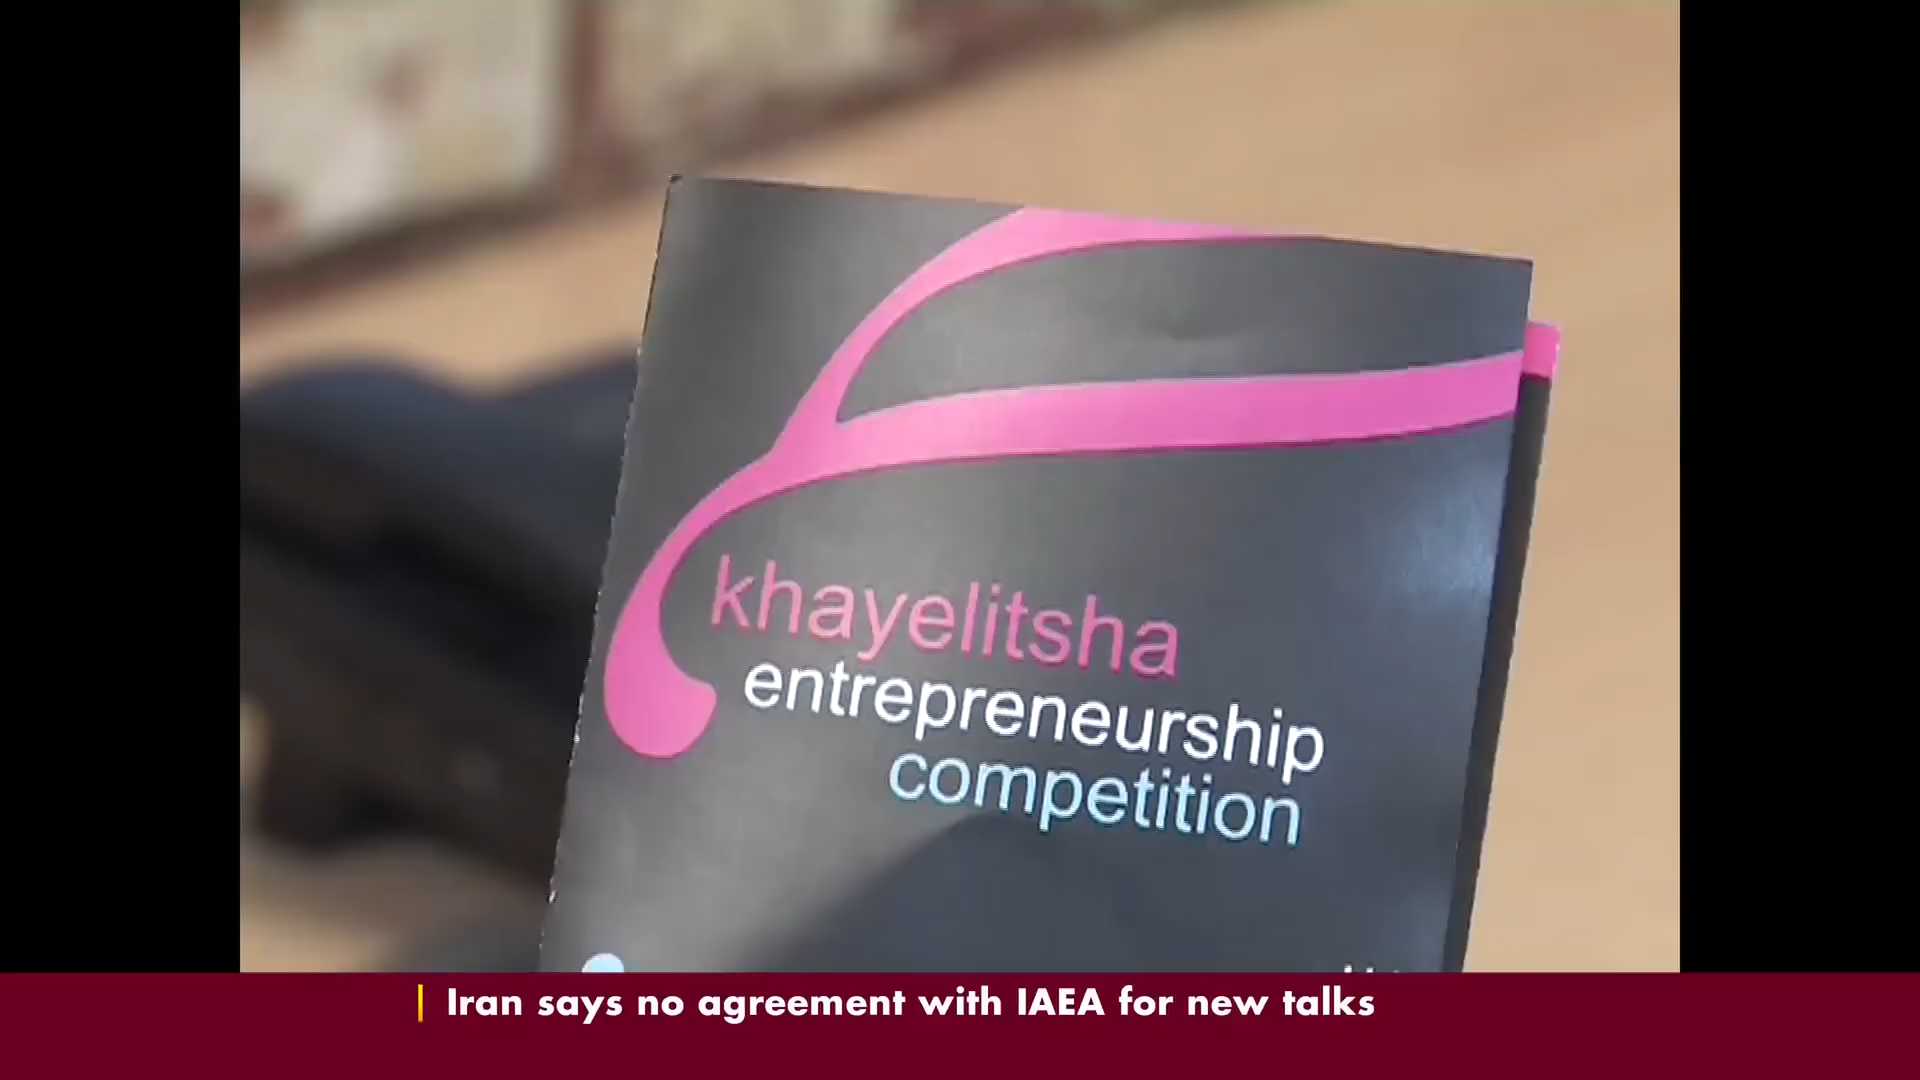 khayelitsha
entrepreneurship
competition
Iran says no agreement with IAEA for new talks